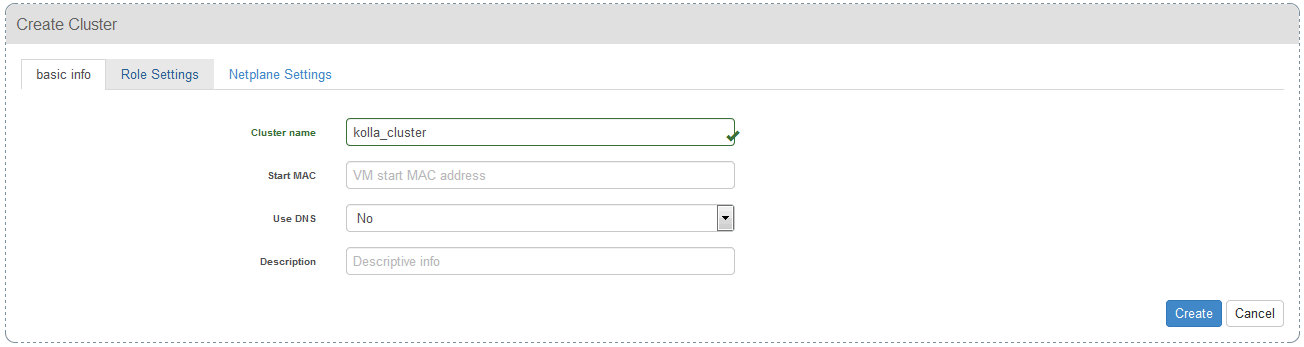 Create Cluster
basic info Role Settings Netplane Settings
Cluster name kolla_cluster
Start MAC VM start MAC address
Use DNS No
Description Descriptive info
Create Cancel